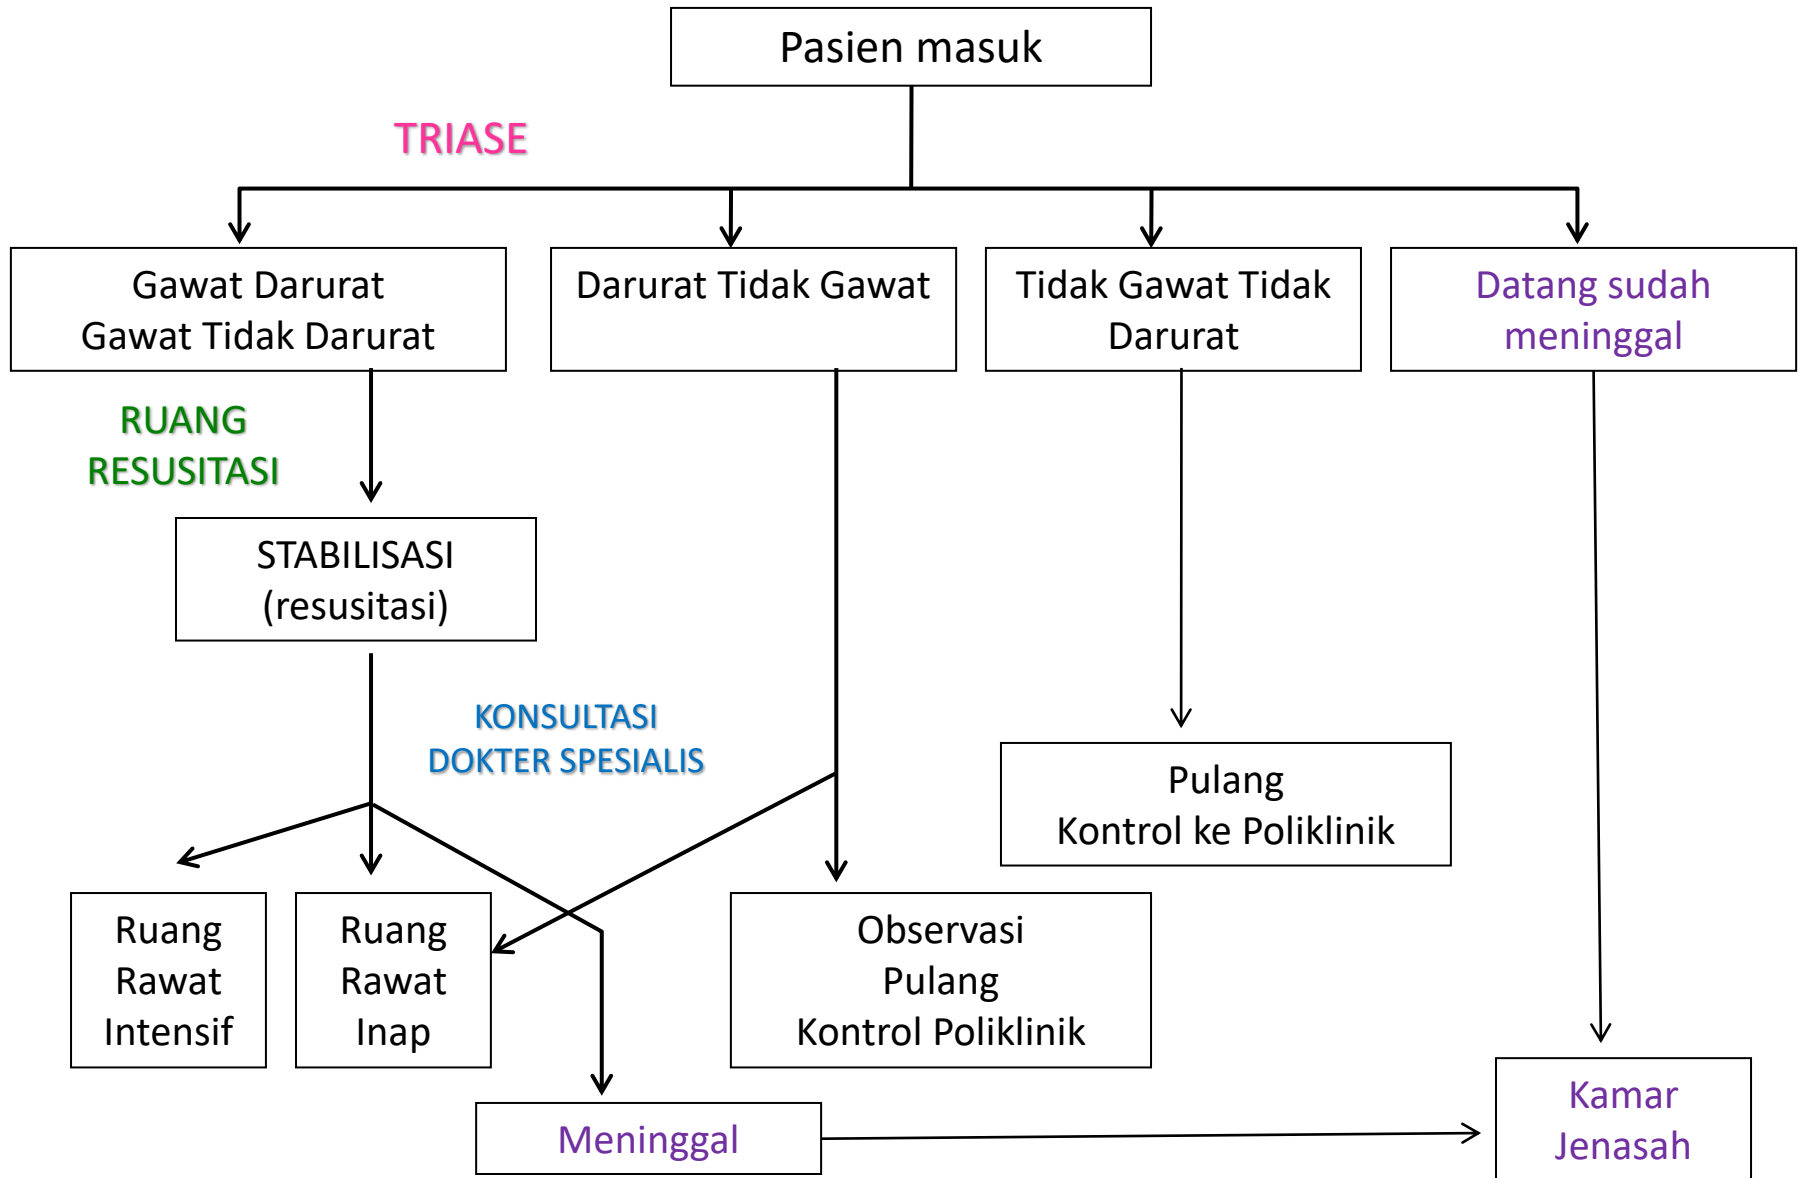 Pasien masuk
TRIASE
Gawat Darurat
Gawat Tidak Darurat
Darurat Tidak Gawat
Tidak Gawat Tidak
Darurat
Datang sudah
meninggal
RUANG
RESUSITASI
STABILISASI
(resusitasi)
KONSULTASI
DOKTER SPESIALIS
Pulang
Kontrol ke Poliklinik
Ruang
Rawat
Intensif
Ruang
Rawat
Inap
Observasi
Pulang
Kontrol Poliklinik
Meninggal
Kamar
Jenasah